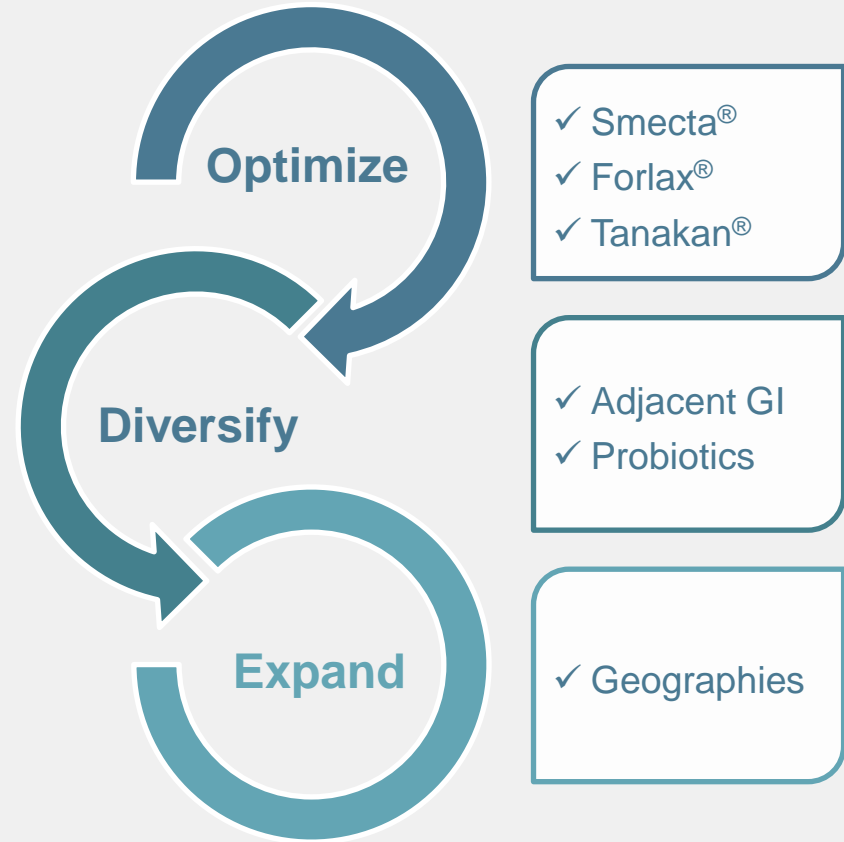 Optimize
✓ Smecta®
✓ Forlax®
✓ Tanakan®
Diversify
✓ Adjacent GI
✓ Probiotics
Expand
✓ Geographies